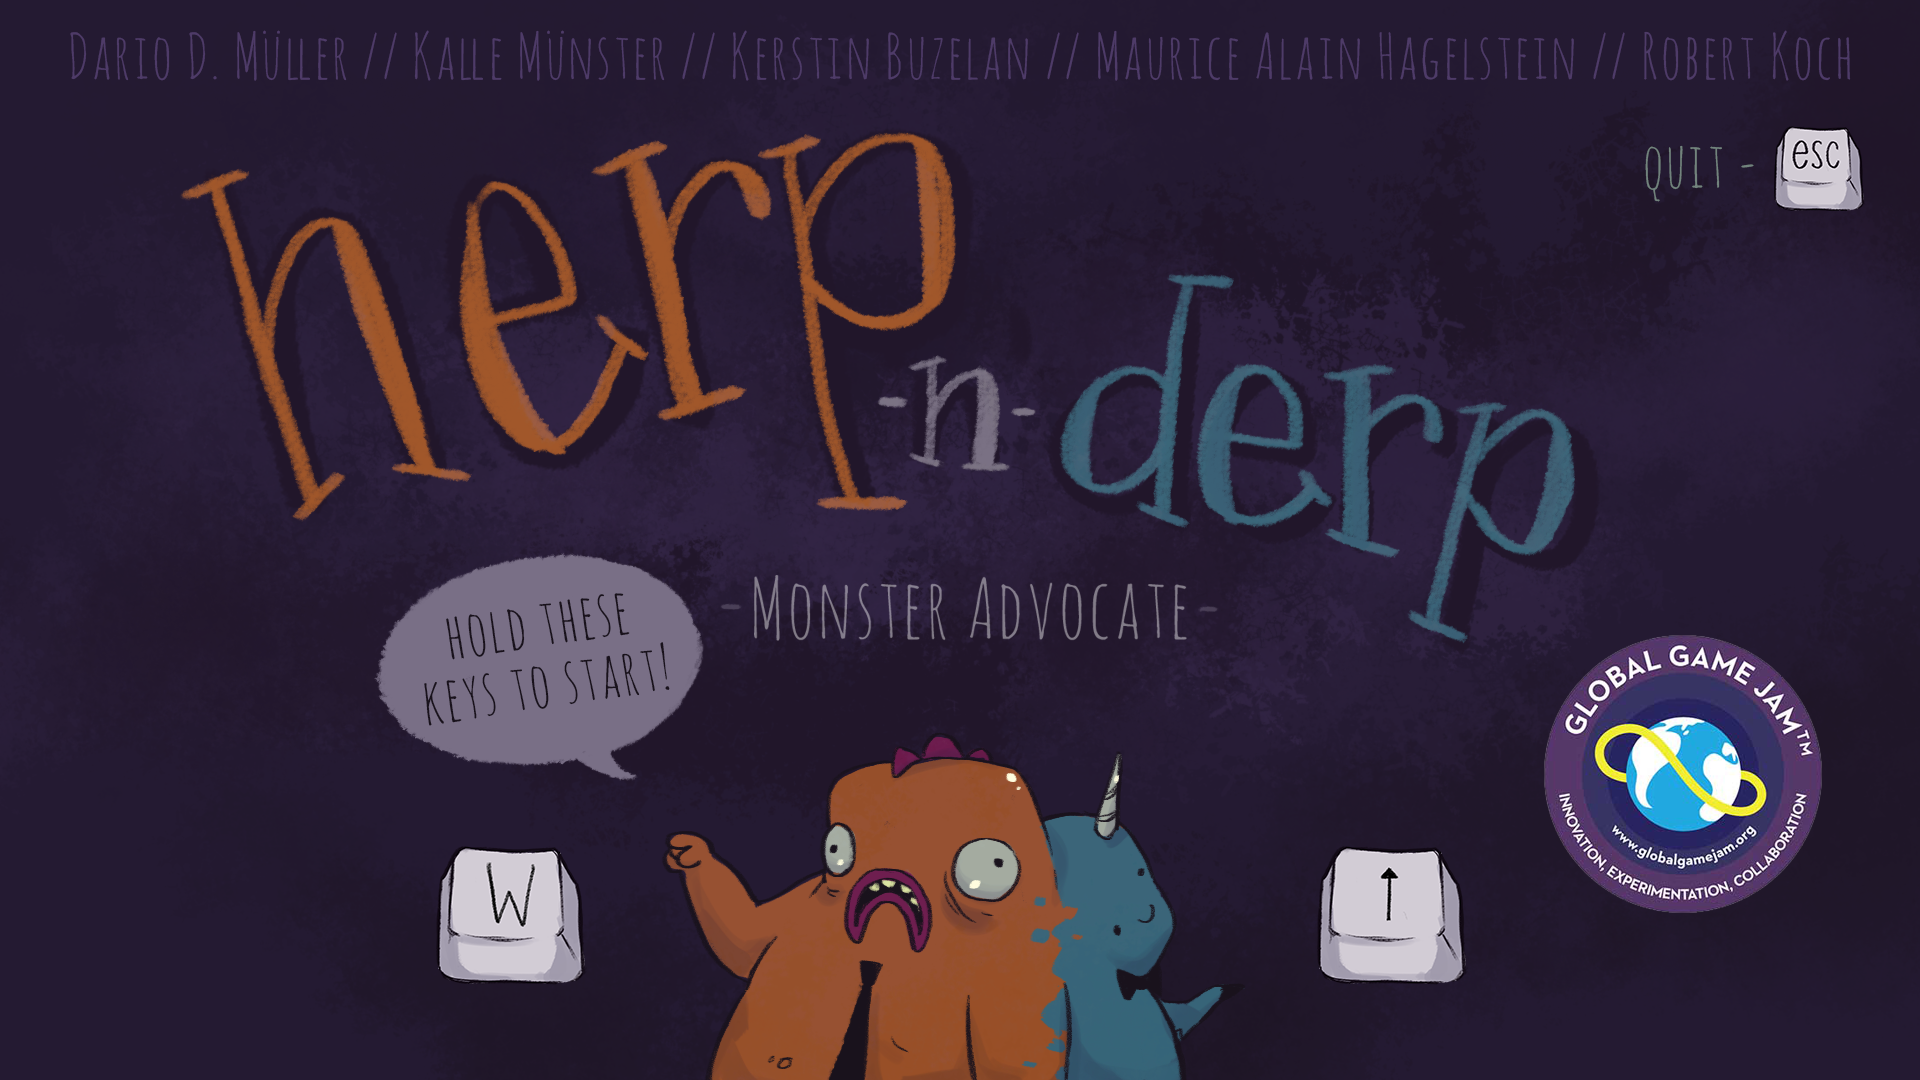 Dario D. Müller // Kalle Münster // Kerstin Buzelan // Maurice Alain Hagelstein // Robert Koch
QUIT - esc
herp
-n-
derp
-Monster Advocate-
HOLD THESE
KEYS TO START!
W
↑
GLOBAL GAME JAM™
www.globalgamejam.org
INNOVATION, EXPERIMENTATION, COLLABORATION